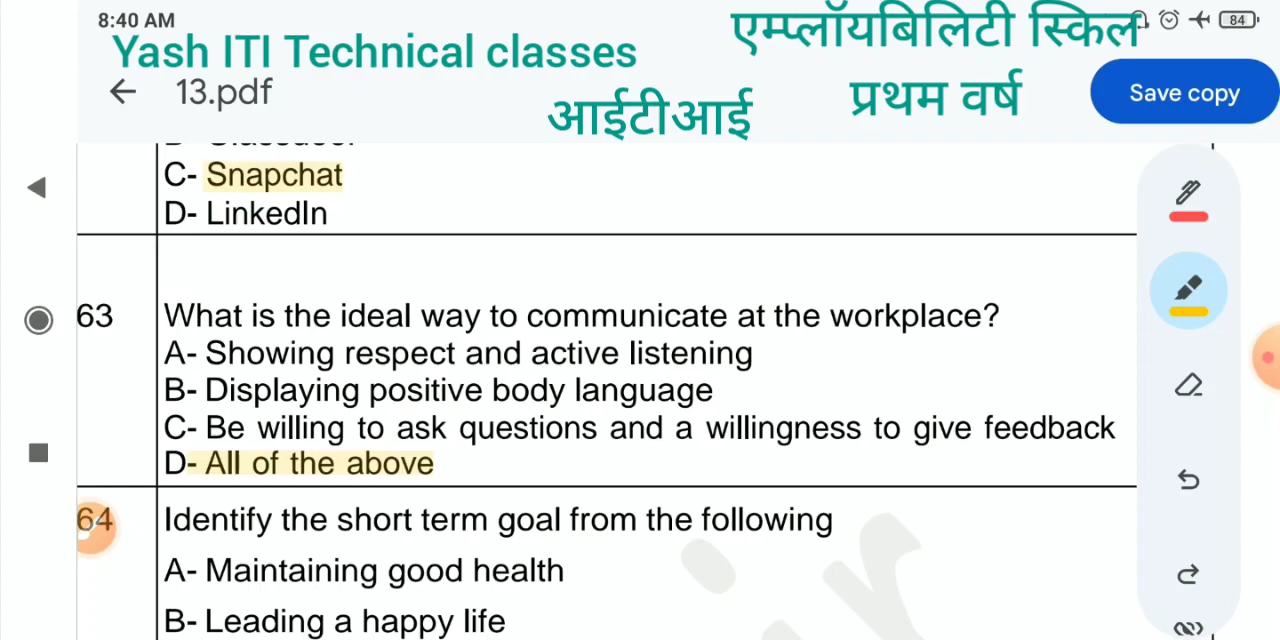 8:40 AM
84
Yash ITI Technical classes
एम्प्लॉयबिलिटी स्किल
13.pdf
आईटीआई
प्रथम वर्ष
Save copy
C- Snapchat
D- LinkedIn
63
What is the ideal way to communicate at the workplace?
A- Showing respect and active listening
B- Displaying positive body language
C- Be willing to ask questions and a willingness to give feedback
D- All of the above
64
Identify the short term goal from the following
A- Maintaining good health
B- Leading a happy life